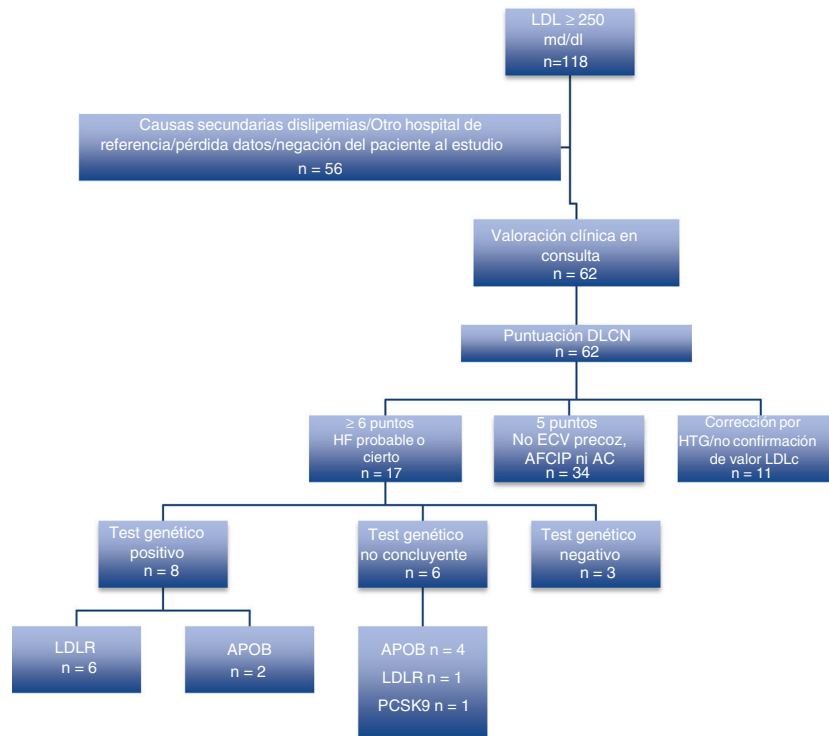 LDL ≥ 250
md/dl
n=118
Causas secundarias dislipemias/Otro hospital de
referencia/pérdida datos/negación del paciente al estudio
n = 56
Valoración clínica en
consulta
n = 62
Puntuación DLCN
n = 62
≥ 6 puntos
HF probable o
cierto
n = 17
5 puntos
No ECV precoz,
AFCIP ni AC
n = 34
Corrección por
HTG/no confirmación
de valor LDLc
n = 11
Test genético
positivo
n = 8
Test genético
no concluyente
n = 6
Test genético
negativo
n = 3
LDLR
n = 6
APOB
n = 2
APOB n = 4
LDLR n = 1
PCSK9 n = 1